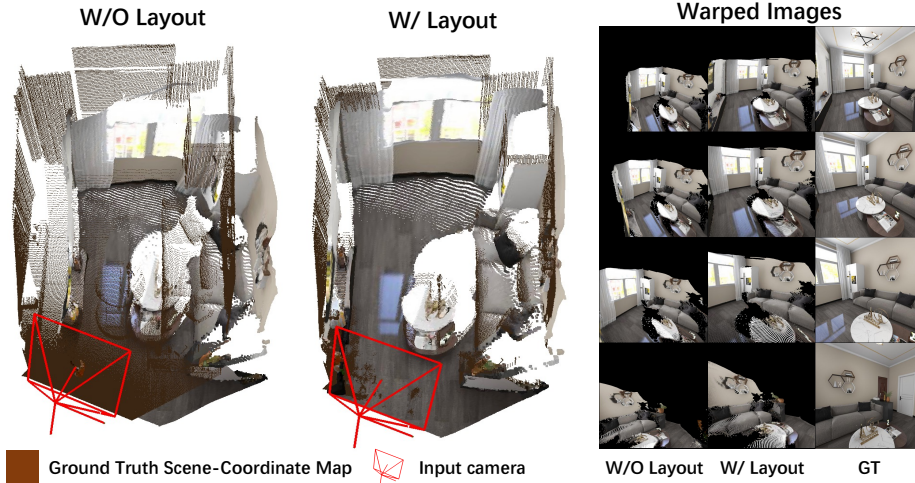 W/O Layout
W/ Layout
Warped Images
Ground Truth Scene-Coordinate Map
Input camera
W/O Layout
W/ Layout
GT